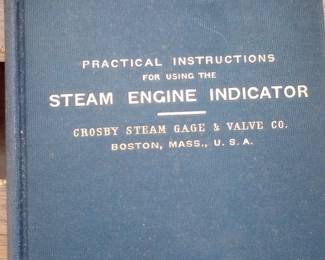 PRACTICAL INSTRUCTIONS
FOR USING THE
STEAM ENGINE INDICATOR
CROSBY STEAM GAGE & VALVE CO.
BOSTON, MASS., U. S. A.